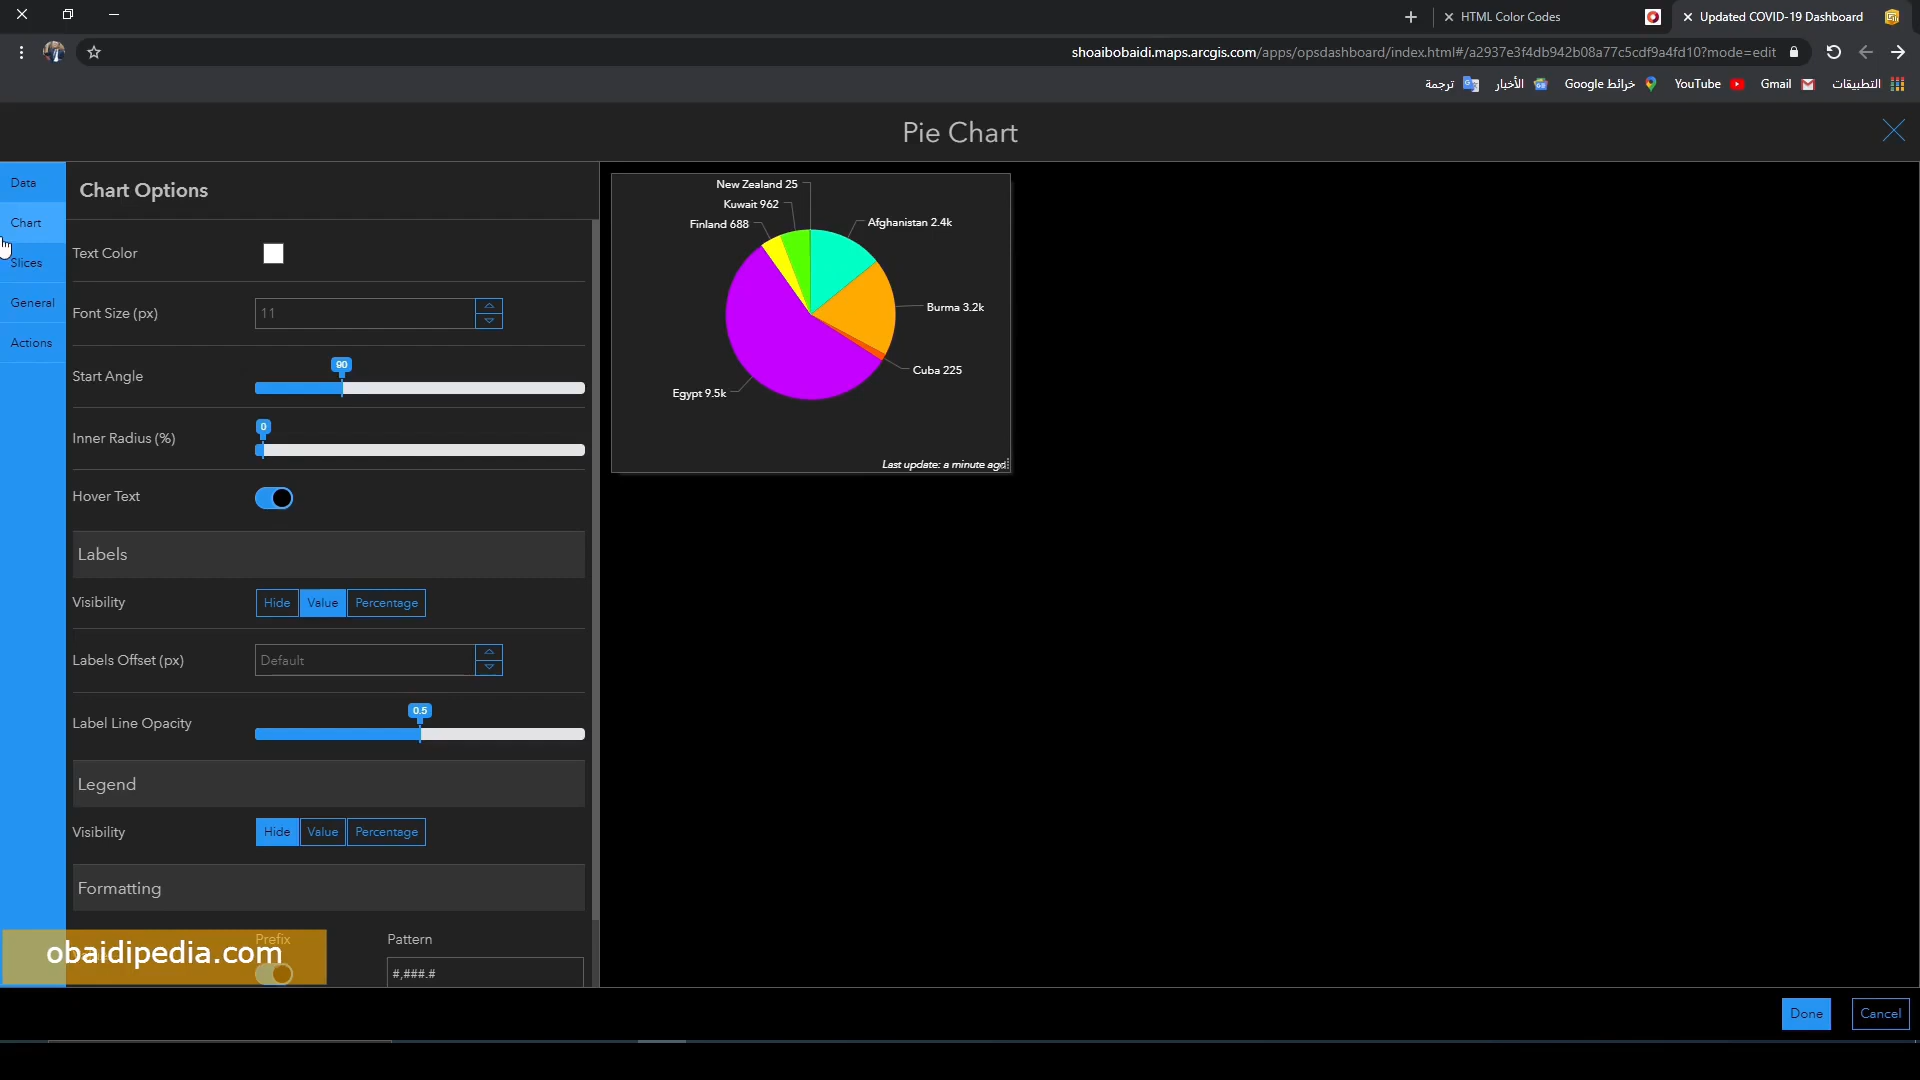 HTML Color Codes
Updated COVID-19 Dashboard
shoaibobaidi.maps.arcgis.com/apps/opsdashboard/index.html#/a2937e3f4db942b08a77c5cdf9a4fd10?mode=edit
التطبيقات
Gmail
YouTube
خرائط Google
الأخبار
ترجمة
Pie Chart
Data
Chart
Slices
General
Actions
Chart Options
Text Color
Font Size (px)
11
Start Angle
90
Inner Radius (%)
0
Hover Text
Labels
Visibility
Hide
Value
Percentage
Labels Offset (px)
Default
Label Line Opacity
0.5
Legend
Visibility
Hide
Value
Percentage
Formatting
Prefix
Pattern
#,###.#
obaidipedia.com
New Zealand 25
Kuwait 962
Finland 688
Afghanistan 2.4k
Burma 3.2k
Cuba 225
Egypt 9.5k
Last update: a minute ago
Done
Cancel